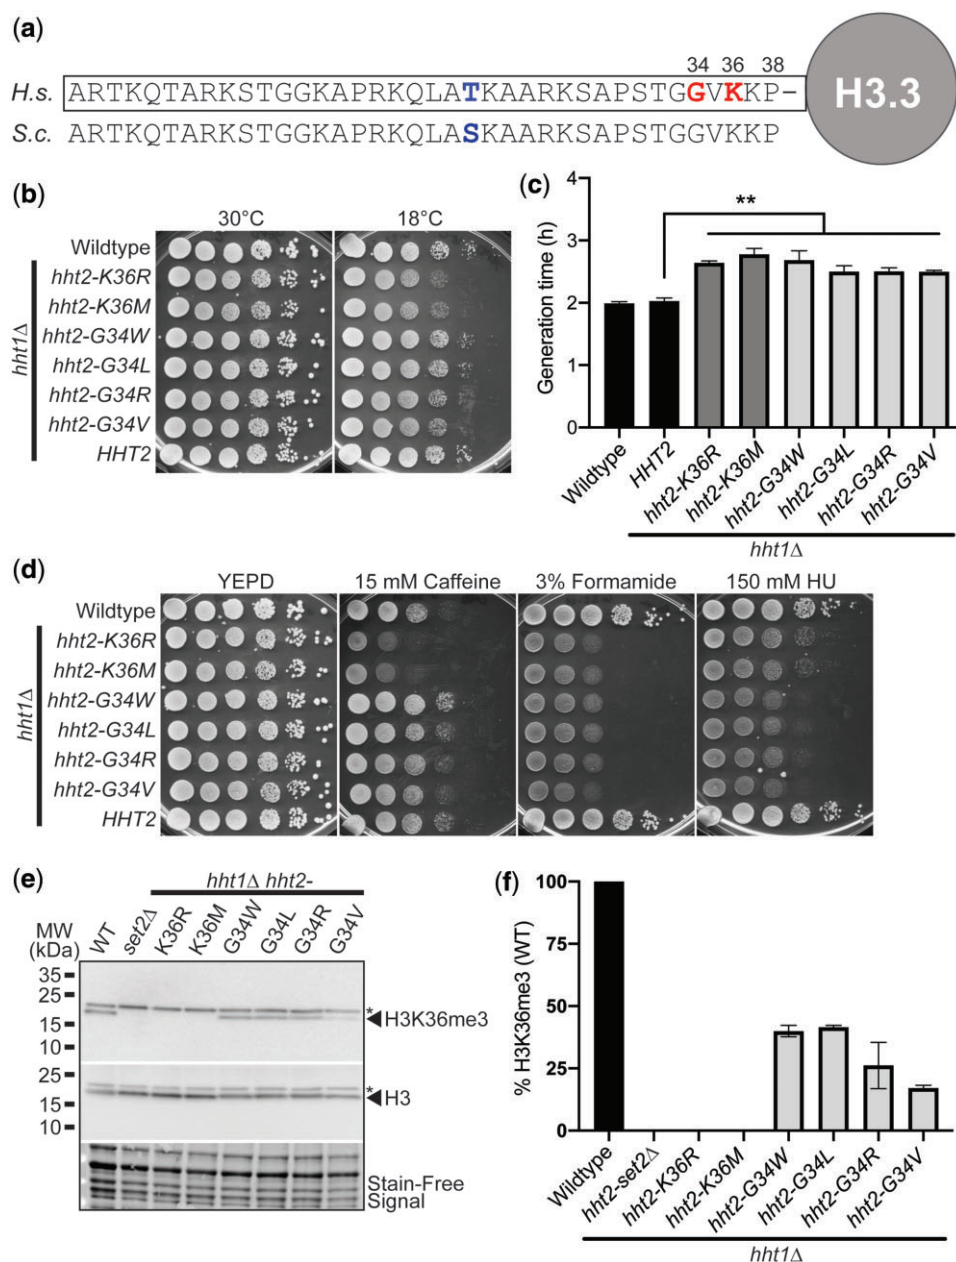 (a)
34 36 38
H.s. ARTKQTARKSTGGKAPRKQLATKAARKSAPSTGGVKKP–
H3.3
S.c. ARTKQTARKSTGGKAPRKQLASKAARKSAPSTGGVKKP
(b)
30°C 18°C
Wildtype
hht2-K36R
hht2-K36M
hht2-G34W
hht2-G34L
hht2-G34R
hht2-G34V
HHT2
hht1Δ
(c)
Generation time (h)
4
3
2
1
0
**
Wildtype
HHT2
hht2-K36R
hht2-K36M
hht2-G34W
hht2-G34L
hht2-G34R
hht2-G34V
hht1Δ
(d)
YEPD 15 mM Caffeine 3% Formamide 150 mM HU
Wildtype
hht2-K36R
hht2-K36M
hht2-G34W
hht2-G34L
hht2-G34R
hht2-G34V
HHT2
hht1Δ
(e)
hht1Δ hht2-
MW
(kDa)
WT
set2Δ
K36R
K36M
G34W
G34L
G34R
G34V
35
25
15
10
*
H3K36me3
25
15
10
*
H3
Stain-Free
Signal
(f)
% H3K36me3 (WT)
100
75
50
25
0
Wildtype
hht2-set2Δ
hht2-K36R
hht2-K36M
hht2-G34W
hht2-G34L
hht2-G34R
hht2-G34V
hht1Δ